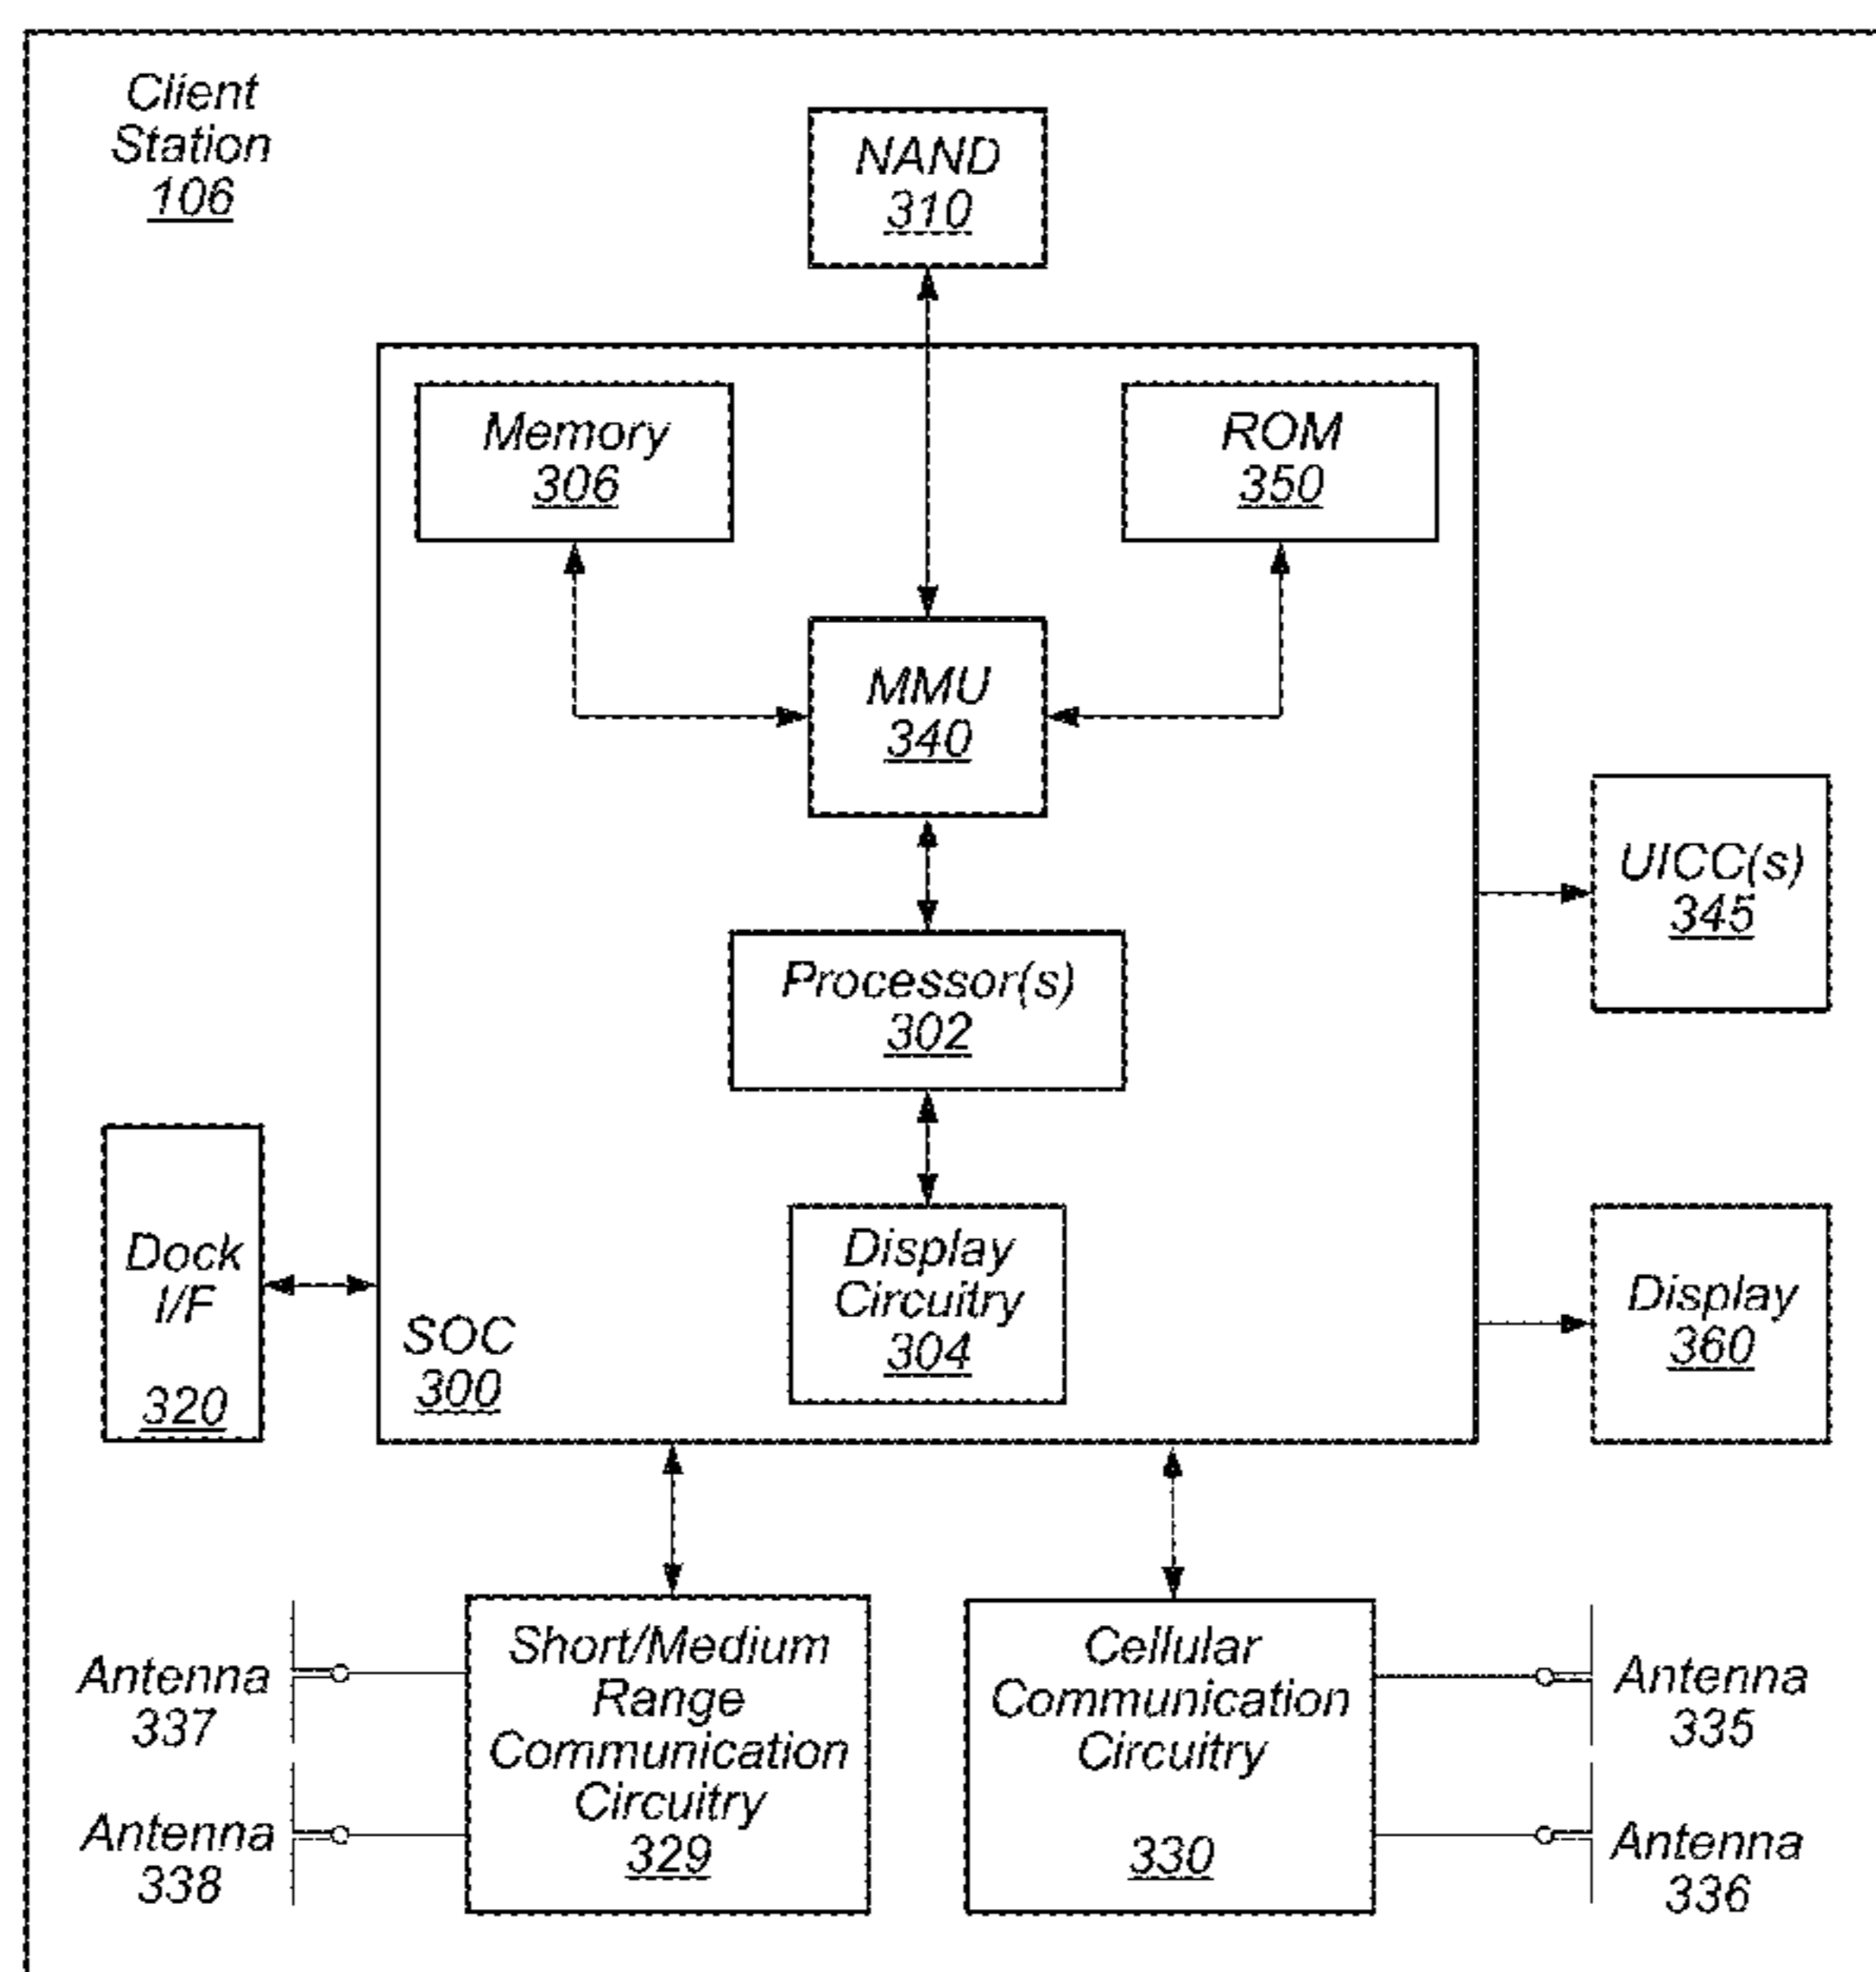 Client
Station
106
NAND
310
Memory
306
ROM
350
MMU
340
UICC(s)
345
Processor(s)
302
Dock
I/F
320
Display
Circuitry
304
SOC
300
Display
360
Short/Medium
Range
Communication
Circuitry
329
Cellular
Communication
Circuitry
330
Antenna
337
Antenna
338
Antenna
335
Antenna
336